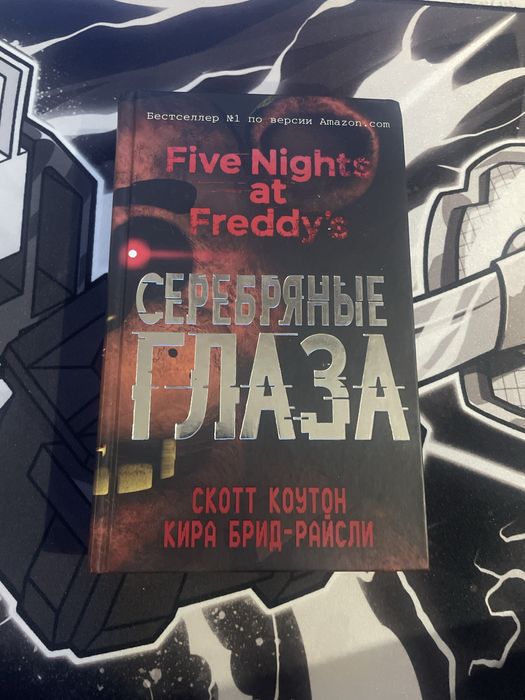 Бестселлер №1 по версии Amazon.com
Five Nights
at
Freddy's
СЕРЕБРЯНЫЕ
ГЛАЗА
СКОТТ КОУТОН
КИРА БРИД-РАЙСЛИ